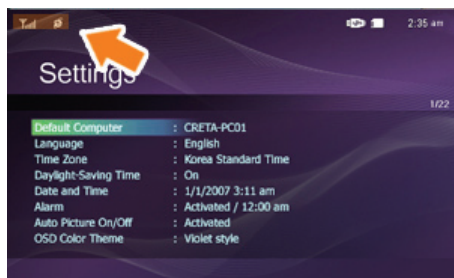 2:35 am
Settings
1/22
Default Computer : CRETA-PC01
Language : English
Time Zone : Korea Standard Time
Daylight-Saving Time : On
Date and Time : 1/1/2007 3:11 am
Alarm : Activated / 12:00 am
Auto Picture On/Off : Activated
OSD Color Theme : Violet style